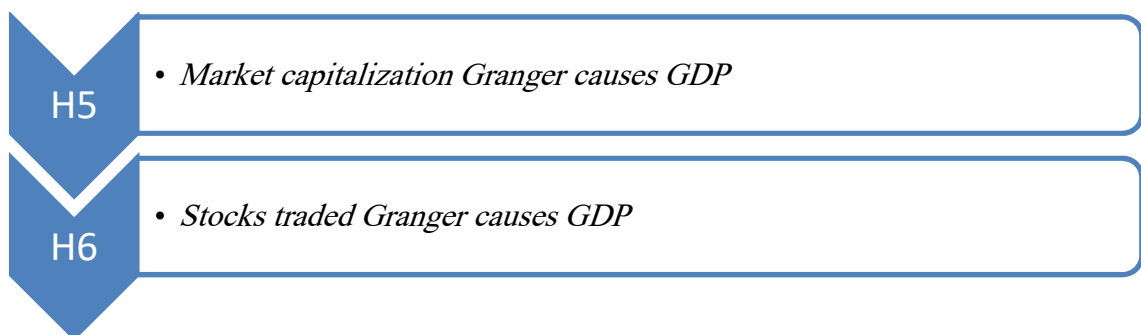 H5
• Market capitalization Granger causes GDP
H6
• Stocks traded Granger causes GDP